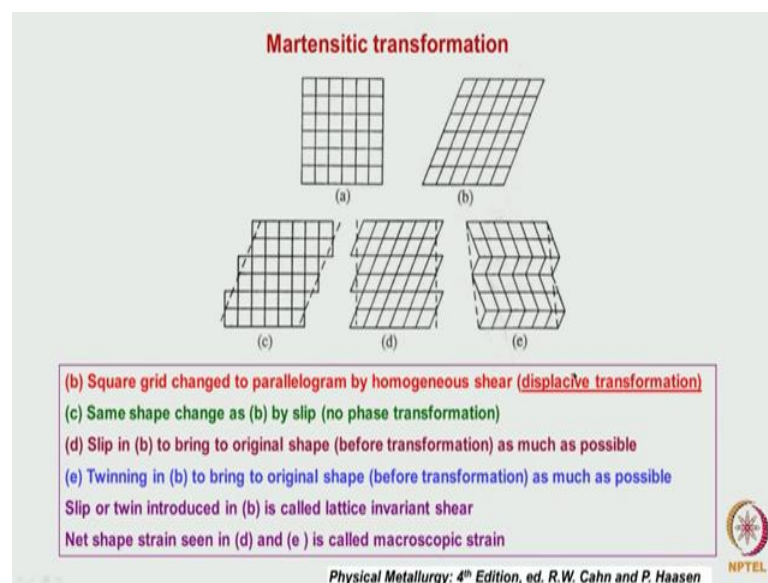 Martensitic transformation
(a)
(b)
(c)
(d)
(e)
(b) Square grid changed to parallelogram by homogeneous shear (displacive transformation)
(c) Same shape change as (b) by slip (no phase transformation)
(d) Slip in (b) to bring to original shape (before transformation) as much as possible
(e) Twinning in (b) to bring to original shape (before transformation) as much as possible
Slip or twin introduced in (b) is called lattice invariant shear
Net shape strain seen in (d) and (e ) is called macroscopic strain
NPTEL
Physical Metallurgy: 4th Edition, ed. R.W. Cahn and P. Haasen